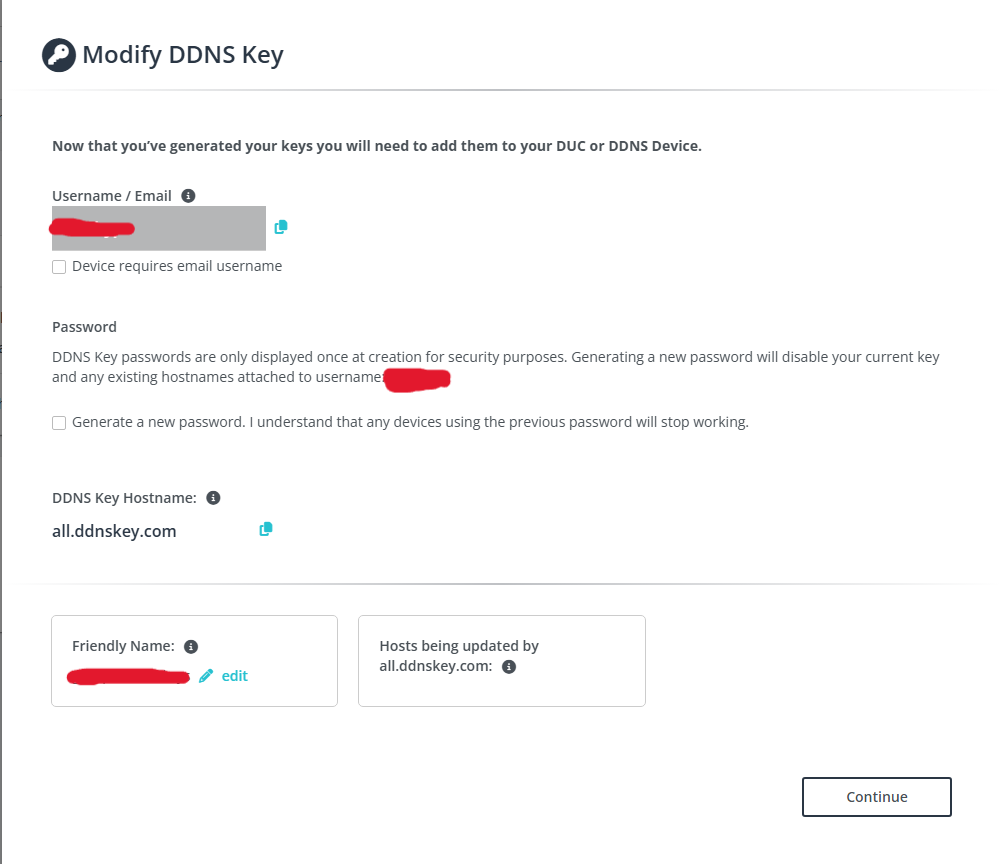 Modify DDNS Key
Now that you’ve generated your keys you will need to add them to your DUC or DDNS Device.
Username / Email
Device requires email username
Password
DDNS Key passwords are only displayed once at creation for security purposes. Generating a new password will disable your current key
and any existing hostnames attached to username:
Generate a new password. I understand that any devices using the previous password will stop working.
DDNS Key Hostname:
all.ddnskey.com
Friendly Name:
edit
Hosts being updated by
all.ddnskey.com:
Continue